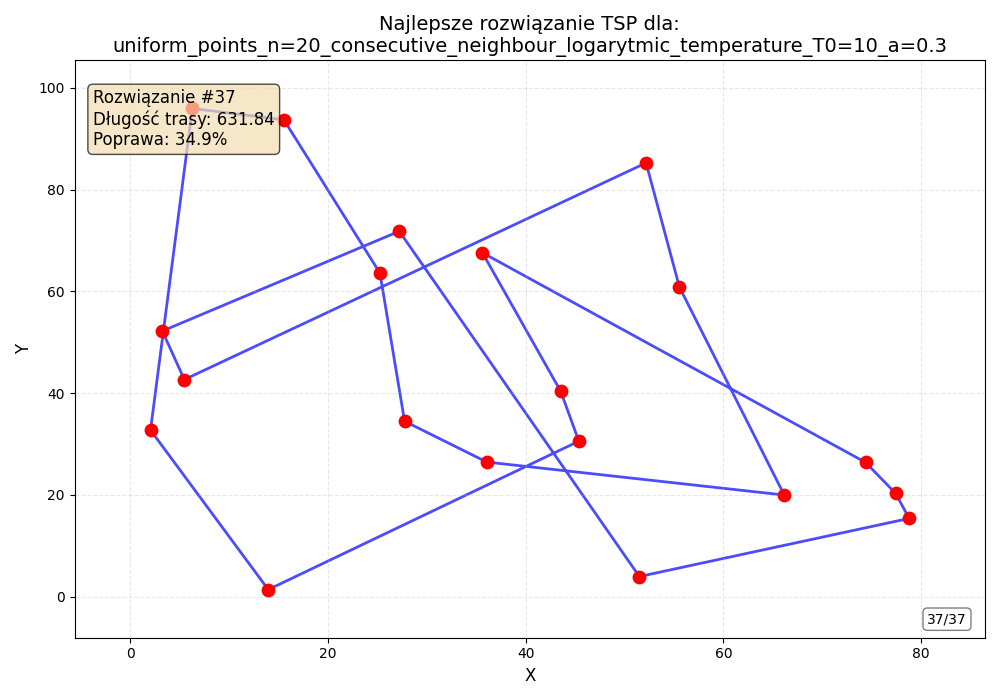 Najlepsze rozwiązanie TSP dla:
uniform_points_n=20_consecutive_neighbour_logarytmic_temperature_T0=10_a=0.3
Rozwiązanie #37
Długość trasy: 631.84
Poprawa: 34.9%
100
80
60
40
20
0
Y
0 20 40 60 80
X
37/37